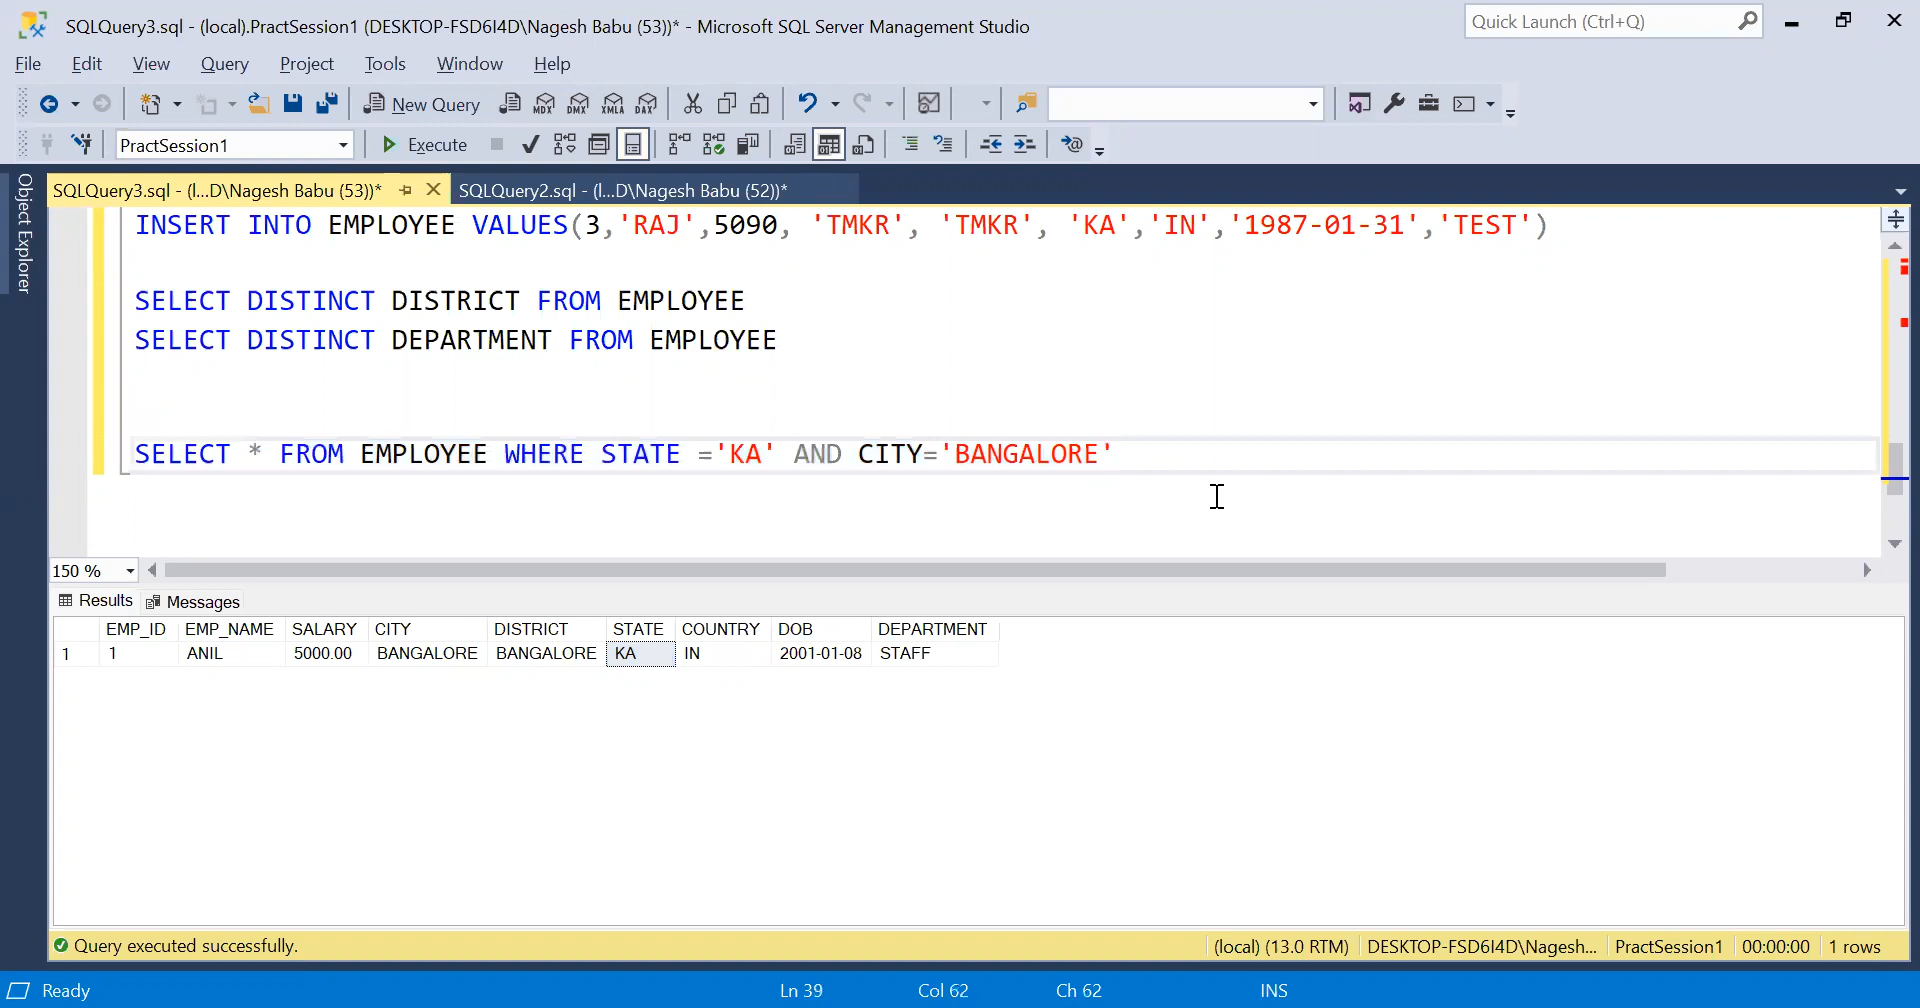 SQLQuery3.sql - (local).PractSession1 (DESKTOP-FSD6I4D\Nagesh Babu (53))* - Microsoft SQL Server Management Studio
Quick Launch (Ctrl+Q)
File Edit View Query Project Tools Window Help
New Query MDX DMX XMLA DAX
PractSession1 Execute
Object Explorer
SQLQuery3.sql - (l...D\Nagesh Babu (53))* SQLQuery2.sql - (l...D\Nagesh Babu (52))*
INSERT INTO EMPLOYEE VALUES(3,'RAJ',5090, 'TMKR', 'TMKR', 'KA','IN','1987-01-31','TEST')
SELECT DISTINCT DISTRICT FROM EMPLOYEE
SELECT DISTINCT DEPARTMENT FROM EMPLOYEE
SELECT * FROM EMPLOYEE WHERE STATE ='KA' AND CITY='BANGALORE'
150 %
Results Messages
EMP_ID EMP_NAME SALARY CITY DISTRICT STATE COUNTRY DOB DEPARTMENT
1 1 ANIL 5000.00 BANGALORE BANGALORE KA IN 2001-01-08 STAFF
Query executed successfully. (local) (13.0 RTM) DESKTOP-FSD6I4D\Nagesh... PractSession1 00:00:00 1 rows
Ready Ln 39 Col 62 Ch 62 INS